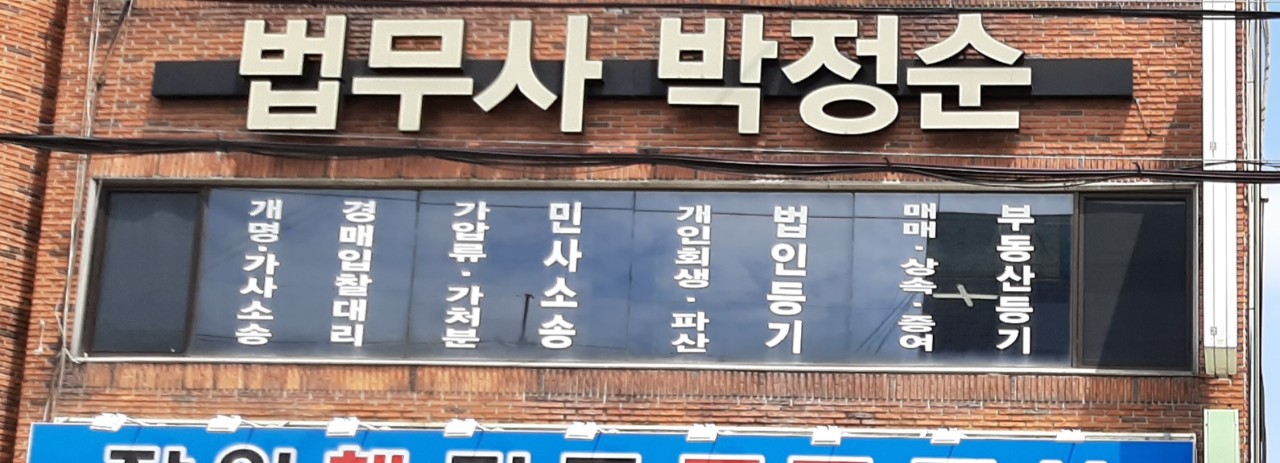 법무사 박정순
부동산등기
매매·상속·증여
법인등기
개인회생·파산
민사소송
가압류·가처분
경매입찰대리
개명·가사소송